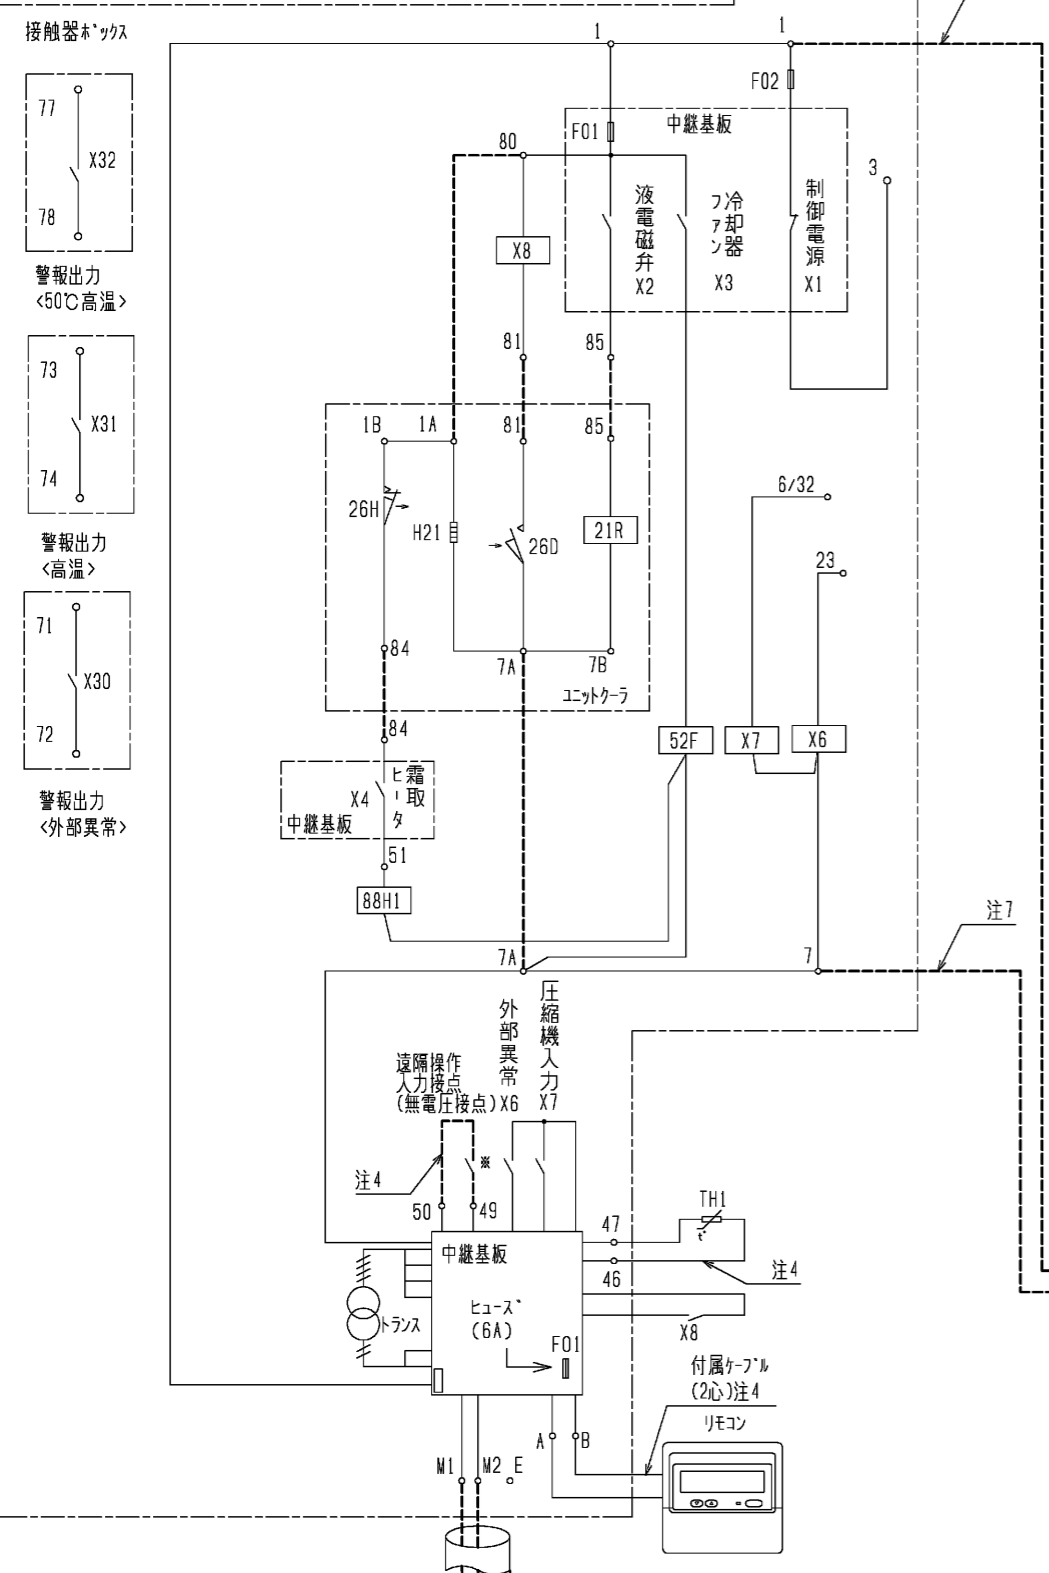 接触器ボックス
77
X32
78
警報出力
<50℃高温>
73
X31
74
警報出力
<高温>
71
X30
72
警報出力
<外部異常>
1
1
F02
F01
中継基板
80
液電磁弁
X2
冷却器
ファン
X3
制御電源
X1
3
X8
81
85
1B
1A
81
85
26H
H21
26D
21R
6/32
23
84
7A
7B
ユニットクーラ
84
52F
X7
X6
X4
霜取
ヒータ
中継基板
51
88H1
7A
7
注7
外部異常
X6
圧縮機入力
X7
遠隔操作
入力接点
(無電圧接点)
注4
※
50
49
47
46
TH1
t°
注4
中継基板
ヒューズ
(6A)
F01
トランス
X8
付属ケーブル
(2心)注4
リモコン
A
B
M1
M2
E